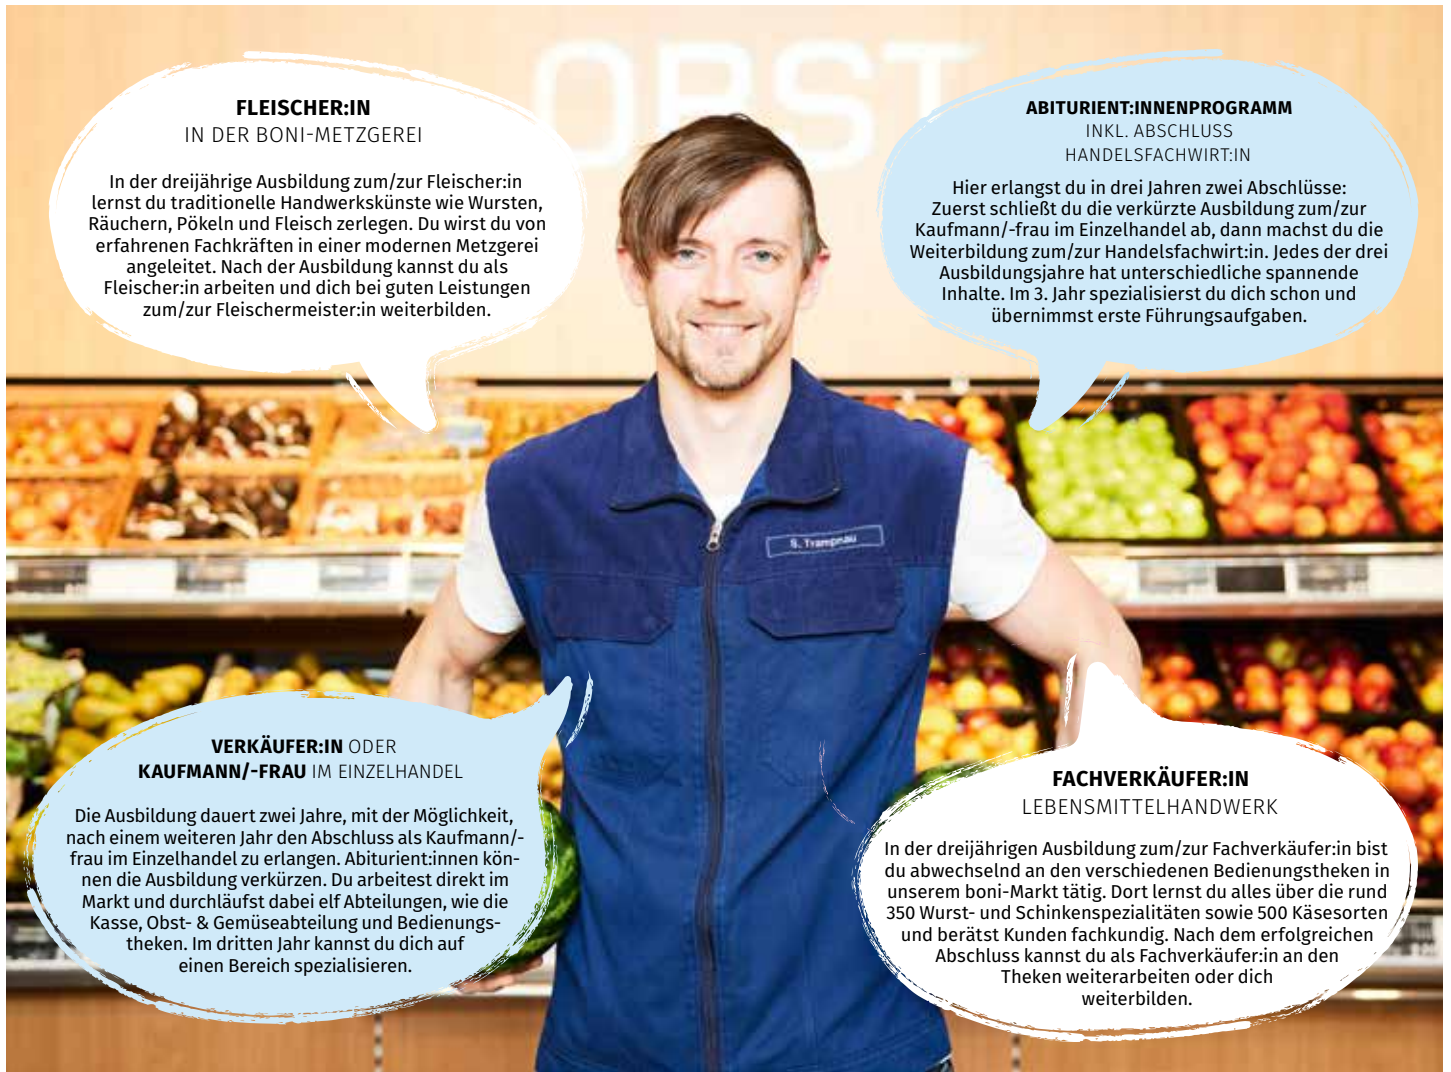 OBST
FLEISCHER:IN
IN DER BONI-METZGEREI
In der dreijährige Ausbildung zum/zur Fleischer:in
lernst du traditionelle Handwerkskünste wie Wursten,
Räuchern, Pökeln und Fleisch zerlegen. Du wirst du von
erfahrenen Fachkräften in einer modernen Metzgerei
angeleitet. Nach der Ausbildung kannst du als
Fleischer:in arbeiten und dich bei guten Leistungen
zum/zur Fleischermeister:in weiterbilden.
ABITURIENT:INNENPROGRAMM
INKL. ABSCHLUSS
HANDELSFACHWIRT:IN
Hier erlangst du in drei Jahren zwei Abschlüsse:
Zuerst schließt du die verkürzte Ausbildung zum/zur
Kaufmann/-frau im Einzelhandel ab, dann machst du die
Weiterbildung zum/zur Handelsfachwirt:in. Jedes der drei
Ausbildungsjahre hat unterschiedliche spannende
Inhalte. Im 3. Jahr spezialisierst du dich schon und
übernimmst erste Führungsaufgaben.
S. Trampnau
VERKÄUFER:IN ODER
KAUFMANN/-FRAU IM EINZELHANDEL
Die Ausbildung dauert zwei Jahre, mit der Möglichkeit,
nach einem weiteren Jahr den Abschluss als Kaufmann/-
frau im Einzelhandel zu erlangen. Abiturient:innen kön-
nen die Ausbildung verkürzen. Du arbeitest direkt im
Markt und durchläufst dabei elf Abteilungen, wie die
Kasse, Obst- & Gemüseabteilung und Bedienungs-
theken. Im dritten Jahr kannst du dich auf
einen Bereich spezialisieren.
FACHVERKÄUFER:IN
LEBENSMITTELHANDWERK
In der dreijährigen Ausbildung zum/zur Fachverkäufer:in bist
du abwechselnd an den verschiedenen Bedienungstheken in
unserem boni-Markt tätig. Dort lernst du alles über die rund
350 Wurst- und Schinkenspezialitäten sowie 500 Käsesorten
und berätst Kunden fachkundig. Nach dem erfolgreichen
Abschluss kannst du als Fachverkäufer:in an den
Theken weiterarbeiten oder dich
weiterbilden.